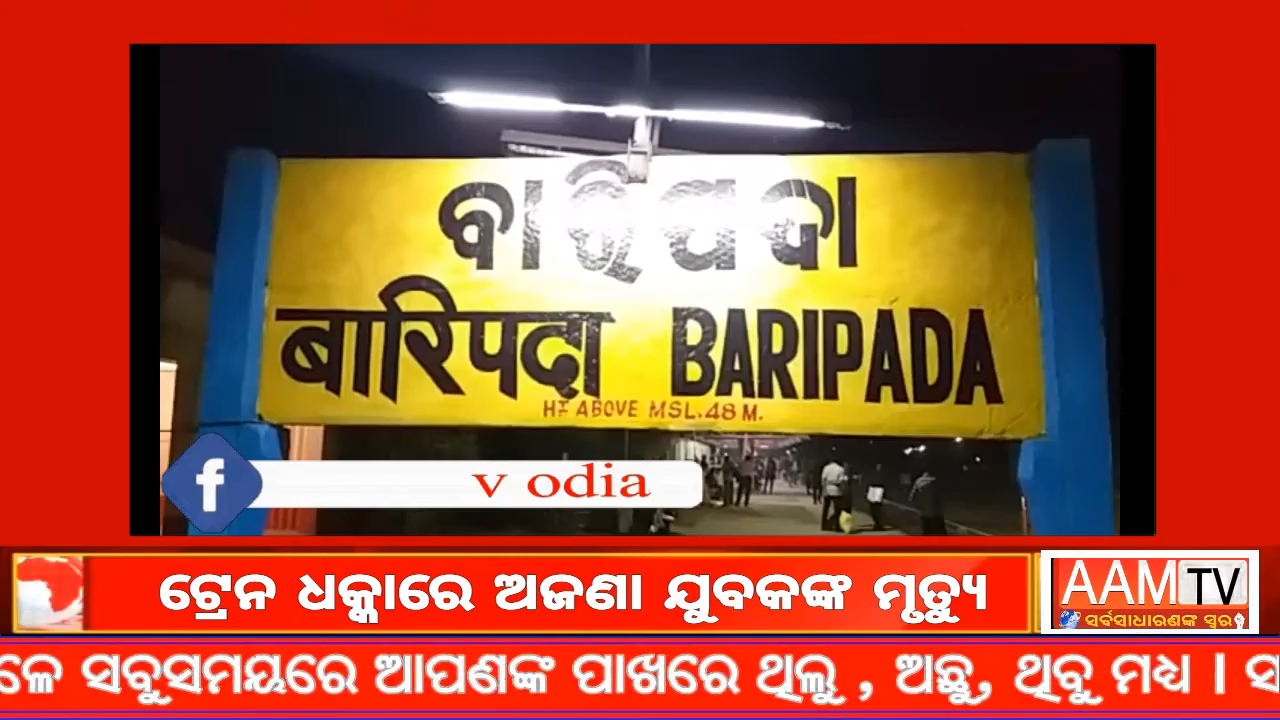 ବାରିପଦା
बारिपदा BARIPADA
HT ABOVE MSL.48 M.
f v odia
ଟ୍ରେନ ଧକ୍କାରେ ଅଜଣା ଯୁବକଙ୍କ ମୃତ୍ୟୁ
AAM TV
ସର୍ବସାଧାରଣଙ୍କ ସ୍ୱର
ଳେ ସବୁସମୟରେ ଆପଣଙ୍କ ପାଖରେ ଥିଲୁ , ଅଛୁ, ଥିବୁ ମଧ୍ୟ । ସ